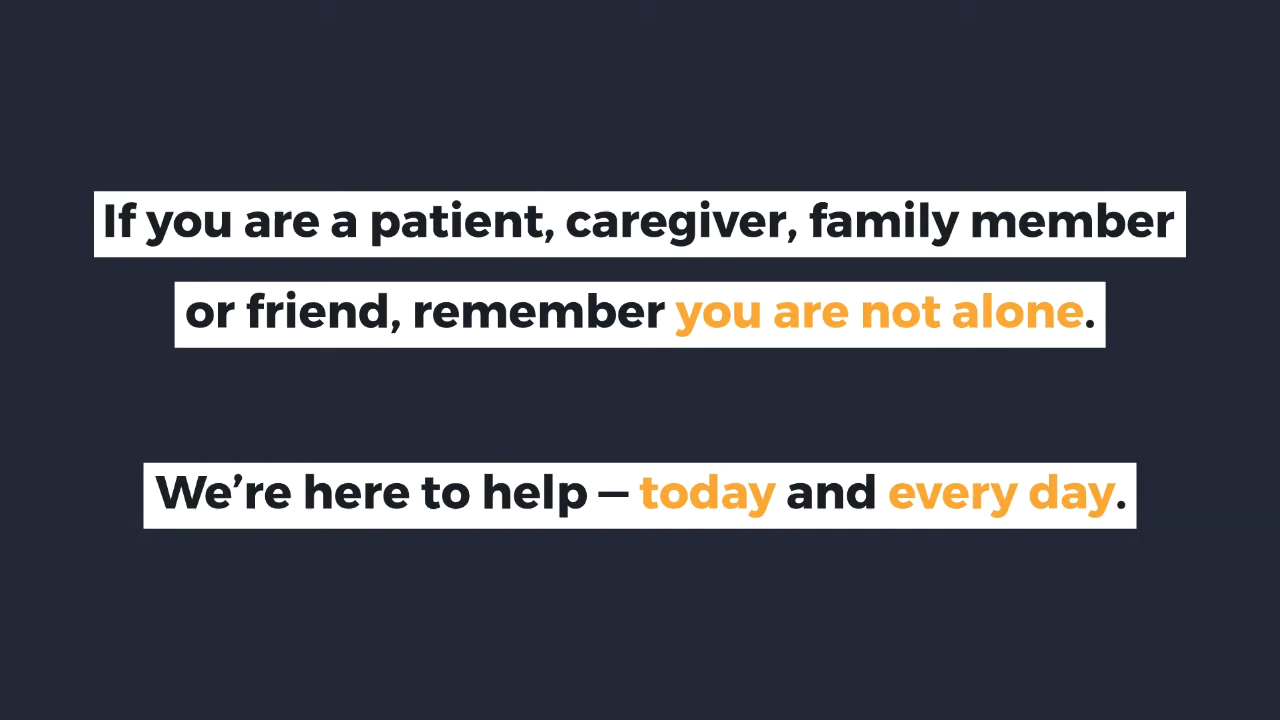 If you are a patient, caregiver, family member
or friend, remember you are not alone.
We’re here to help – today and every day.